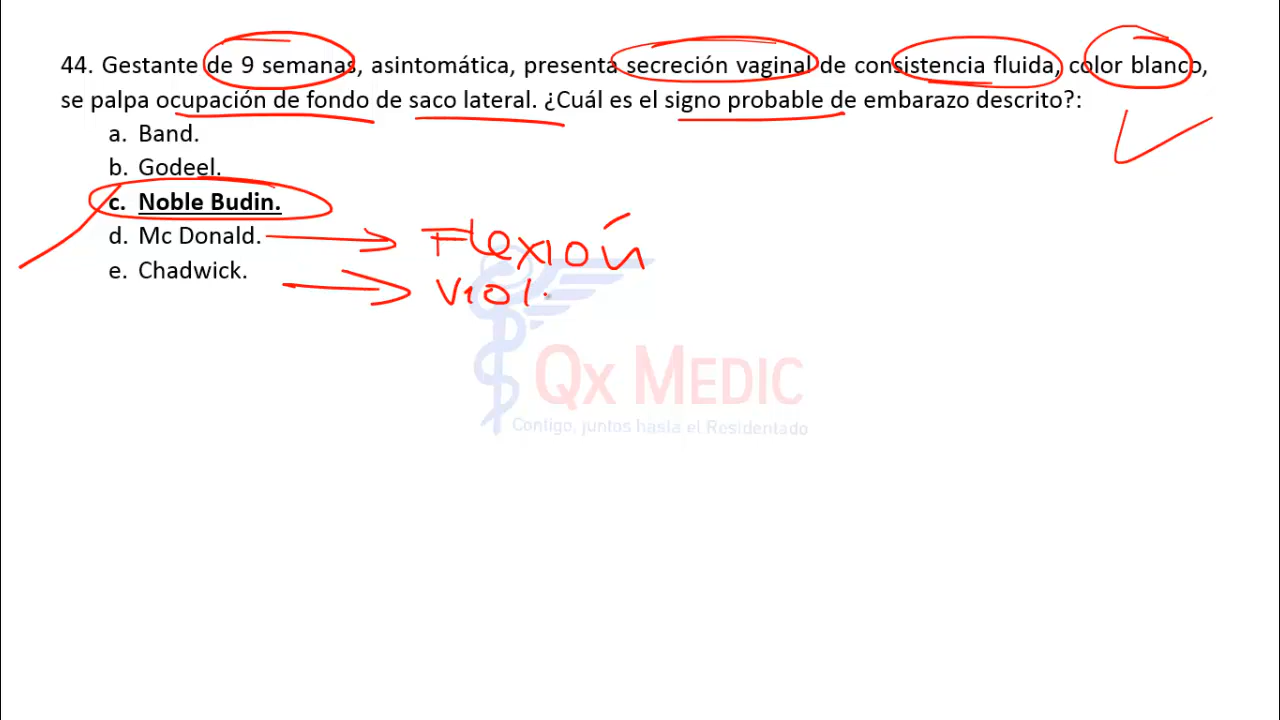 44. Gestante de 9 semanas, asintomática, presenta secreción vaginal de consistencia fluida, color blanco,
se palpa ocupación de fondo de saco lateral. ¿Cuál es el signo probable de embarazo descrito?:
a. Band.
b. Godeel.
c. Noble Budin.
d. Mc Donald.
Flexión
e. Chadwick.
Viol
Qx MEDIC
Contigo, juntos hasta el Residentado